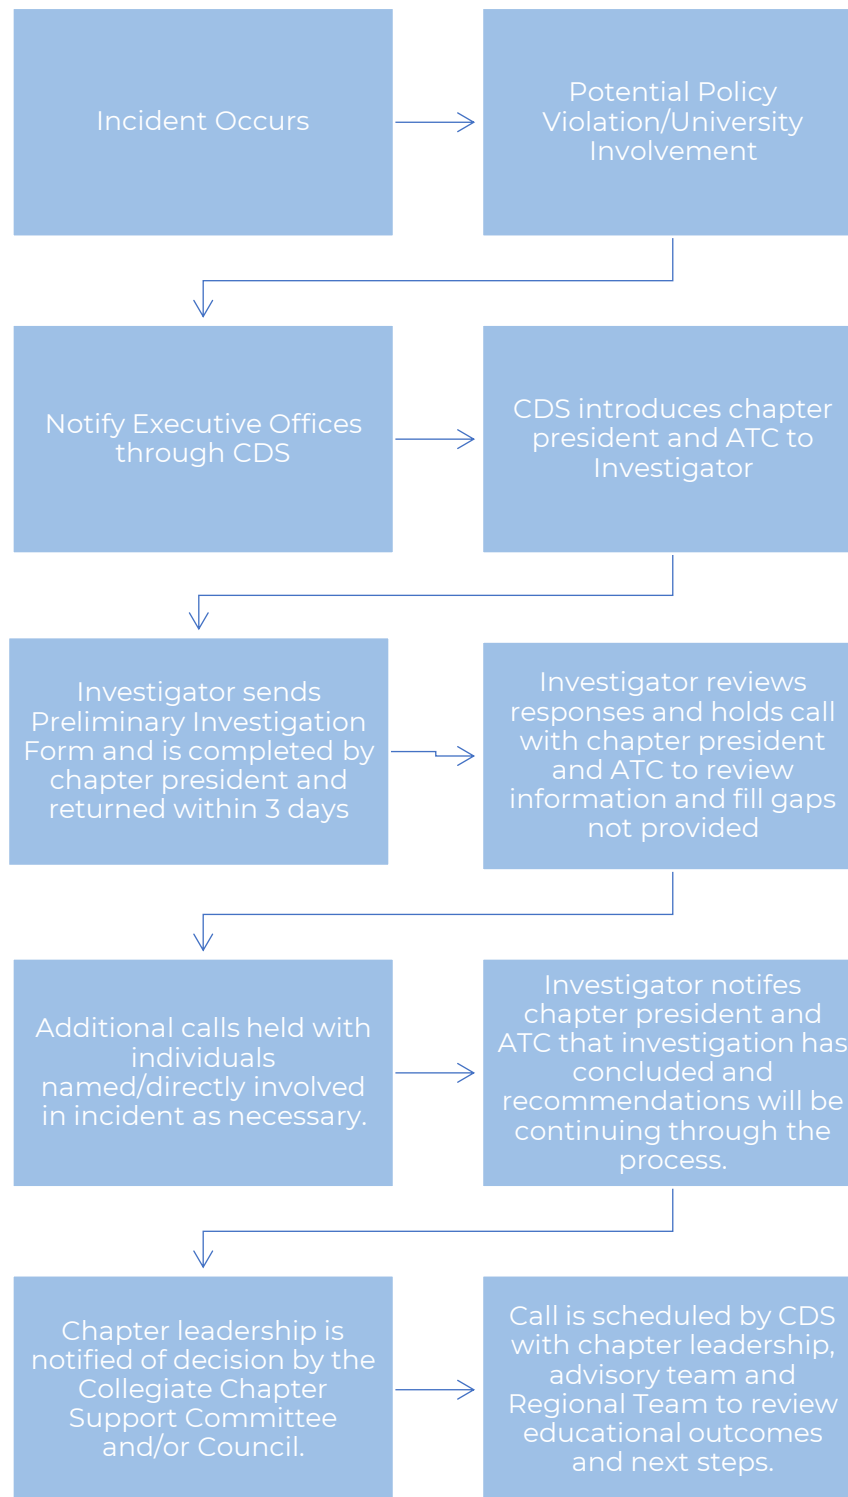 Incident Occurs
Potential Policy
Violation/University
Involvement
Notify Executive Offices
through CDS
CDS introduces chapter
president and ATC to
Investigator
Investigator sends
Preliminary Investigation
Form and is completed by
chapter president and
returned within 3 days
Investigator reviews
responses and holds call
with chapter president
and ATC to review
information and fill gaps
not provided
Additional calls held with
individuals
named/directly involved
in incident as necessary.
Investigator notifes
chapter president and
ATC that investigation has
concluded and
recommendations will be
continuing through the
process.
Chapter leadership is
notified of decision by the
Collegiate Chapter
Support Committee
and/or Council.
Call is scheduled by CDS
with chapter leadership,
advisory team and
Regional Team to review
educational outcomes
and next steps.